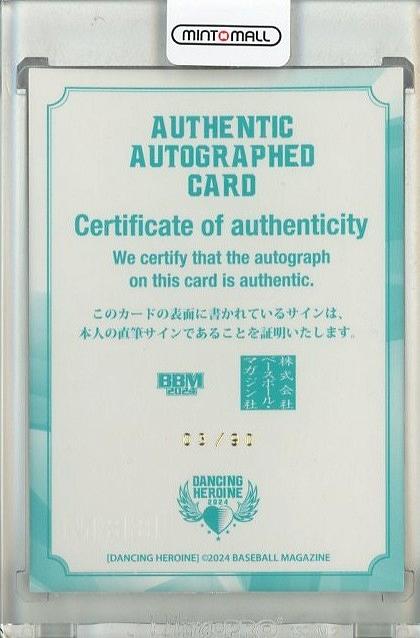 MINT MALL
AUTHENTIC
AUTOGRAPHED
CARD
Certificate of authenticity
We certify that the autograph
on this card is authentic.
このカードの表面に書かれているサインは、
本人の直筆サインであることを証明いたします。
BBM
2024
株式会社
ベースボール・
マガジン社
03/90
DANCING
HEROINE
2024
[DANCING HEROINE] ©2024 BASEBALL MAGAZINE